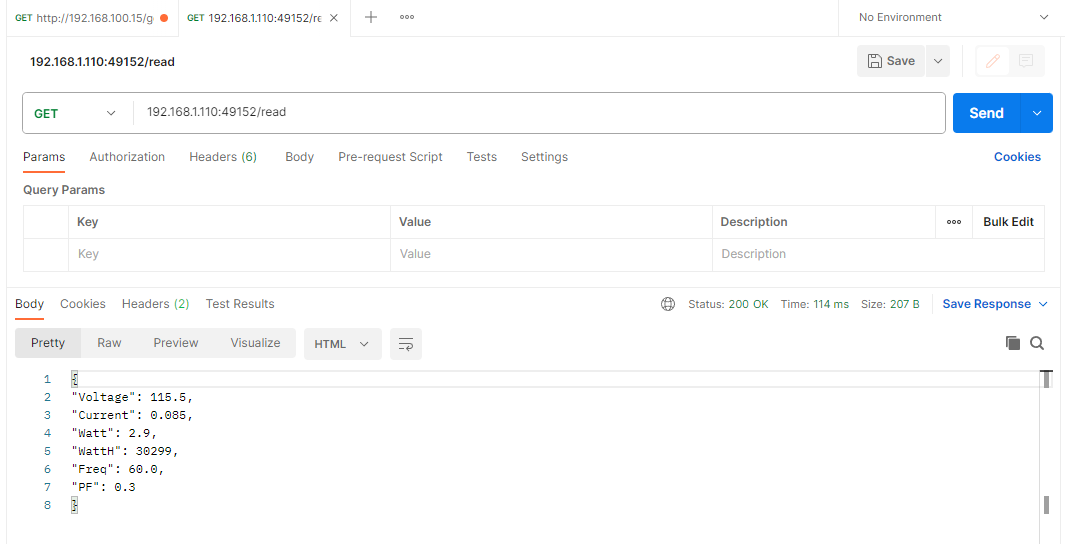 GET http://192.168.100.15/g GET 192.168.1.110:49152/re No Environment
192.168.1.110:49152/read Save
GET 192.168.1.110:49152/read Send
Params Authorization Headers (6) Body Pre-request Script Tests Settings Cookies
Query Params
Key Value Description Bulk Edit
Key Value Description
Body Cookies Headers (2) Test Results Status: 200 OK Time: 114 ms Size: 207 B Save Response
Pretty Raw Preview Visualize HTML
1 {
2 "Voltage": 115.5,
3 "Current": 0.085,
4 "Watt": 2.9,
5 "WattH": 30299,
6 "Freq": 60.0,
7 "PF": 0.3
8 }